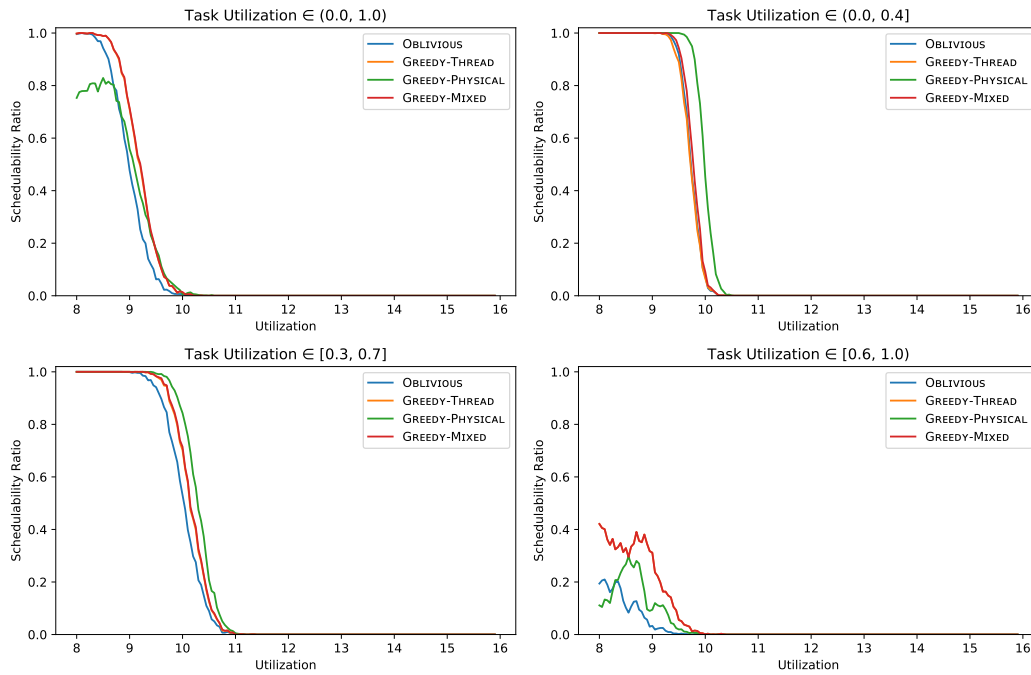 Task Utilization ∈ (0.0, 1.0)
1.0
0.8
0.6
0.4
0.2
0.0
Schedulability Ratio
OBLIVIOUS
GREEDY-THREAD
GREEDY-PHYSICAL
GREEDY-MIXED
8 9 10 11 12 13 14 15 16
Utilization
Task Utilization ∈ (0.0, 0.4]
1.0
0.8
0.6
0.4
0.2
0.0
Schedulability Ratio
OBLIVIOUS
GREEDY-THREAD
GREEDY-PHYSICAL
GREEDY-MIXED
8 9 10 11 12 13 14 15 16
Utilization
Task Utilization ∈ [0.3, 0.7]
1.0
0.8
0.6
0.4
0.2
0.0
Schedulability Ratio
OBLIVIOUS
GREEDY-THREAD
GREEDY-PHYSICAL
GREEDY-MIXED
8 9 10 11 12 13 14 15 16
Utilization
Task Utilization ∈ [0.6, 1.0)
1.0
0.8
0.6
0.4
0.2
0.0
Schedulability Ratio
OBLIVIOUS
GREEDY-THREAD
GREEDY-PHYSICAL
GREEDY-MIXED
8 9 10 11 12 13 14 15 16
Utilization